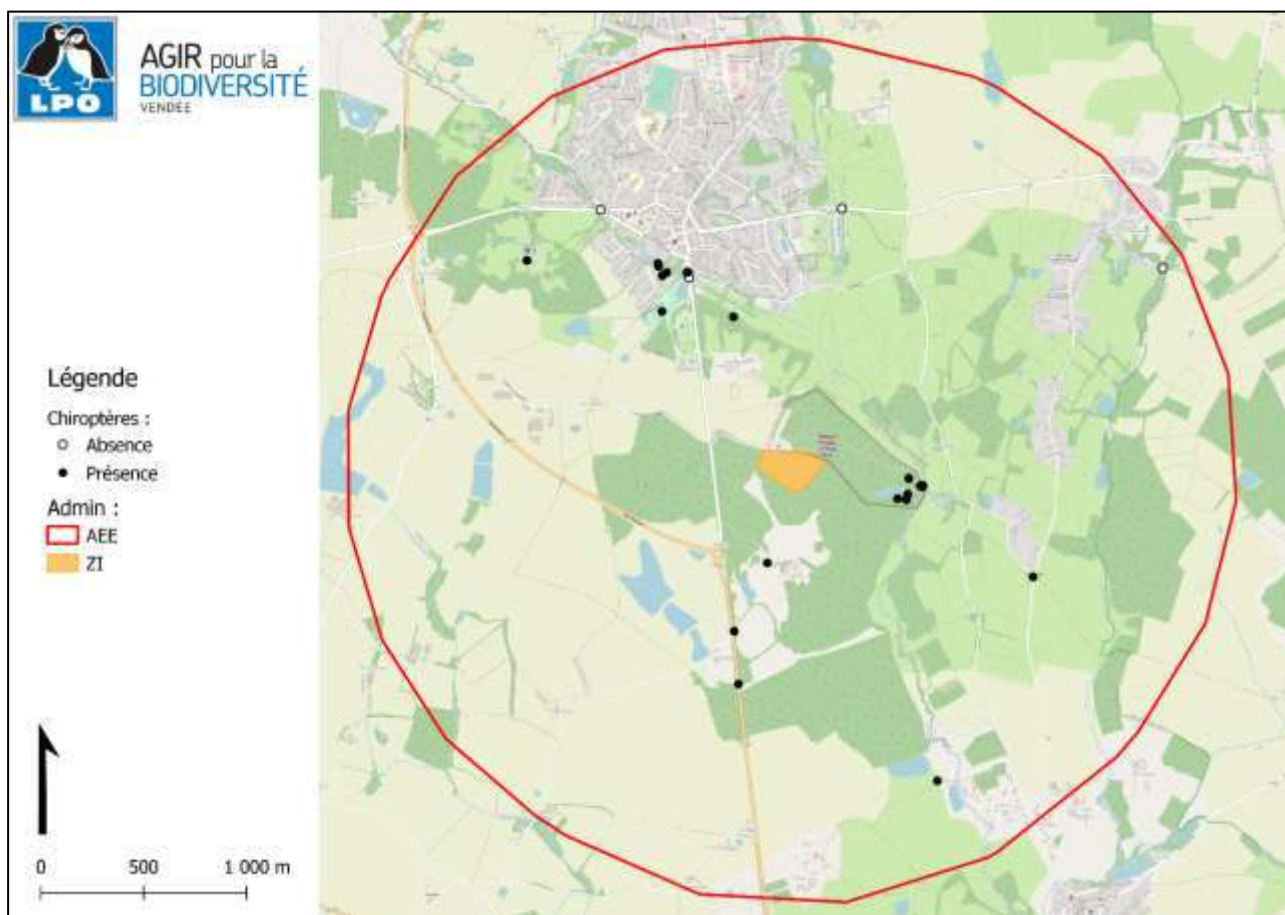 AGIR pour la
BIODIVERSITÉ
VENDÉE
LPO
Légende
Chiroptères :
Absence
Présence
Admin :
AEE
ZI
0 500 1 000 m